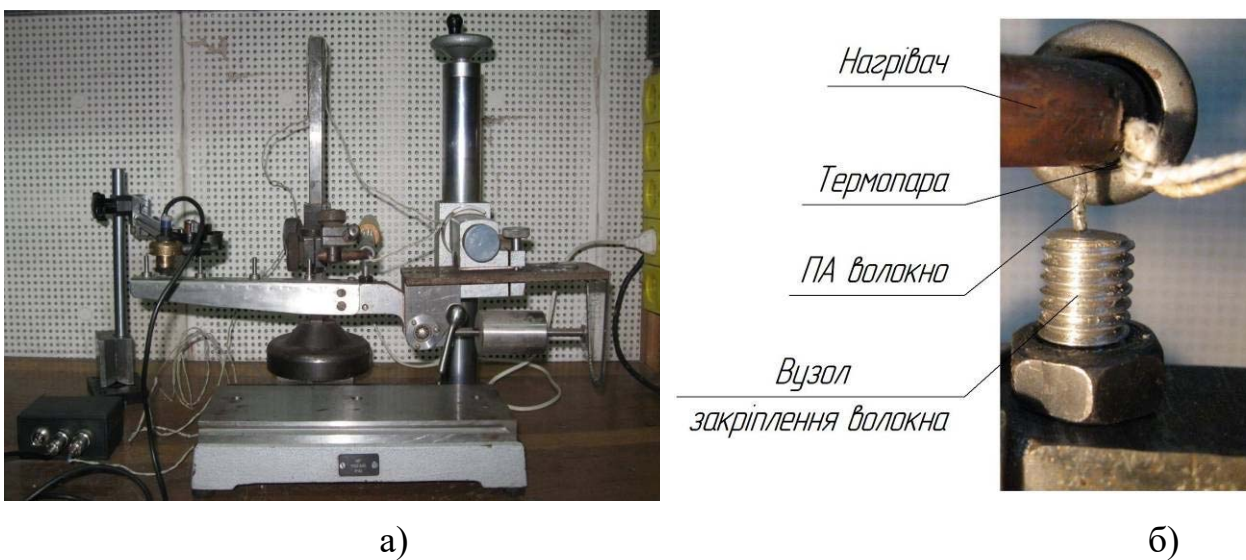 Нагрівач
Термопара
ПА волокно
Вузол
закріплення волокна
а)
б)